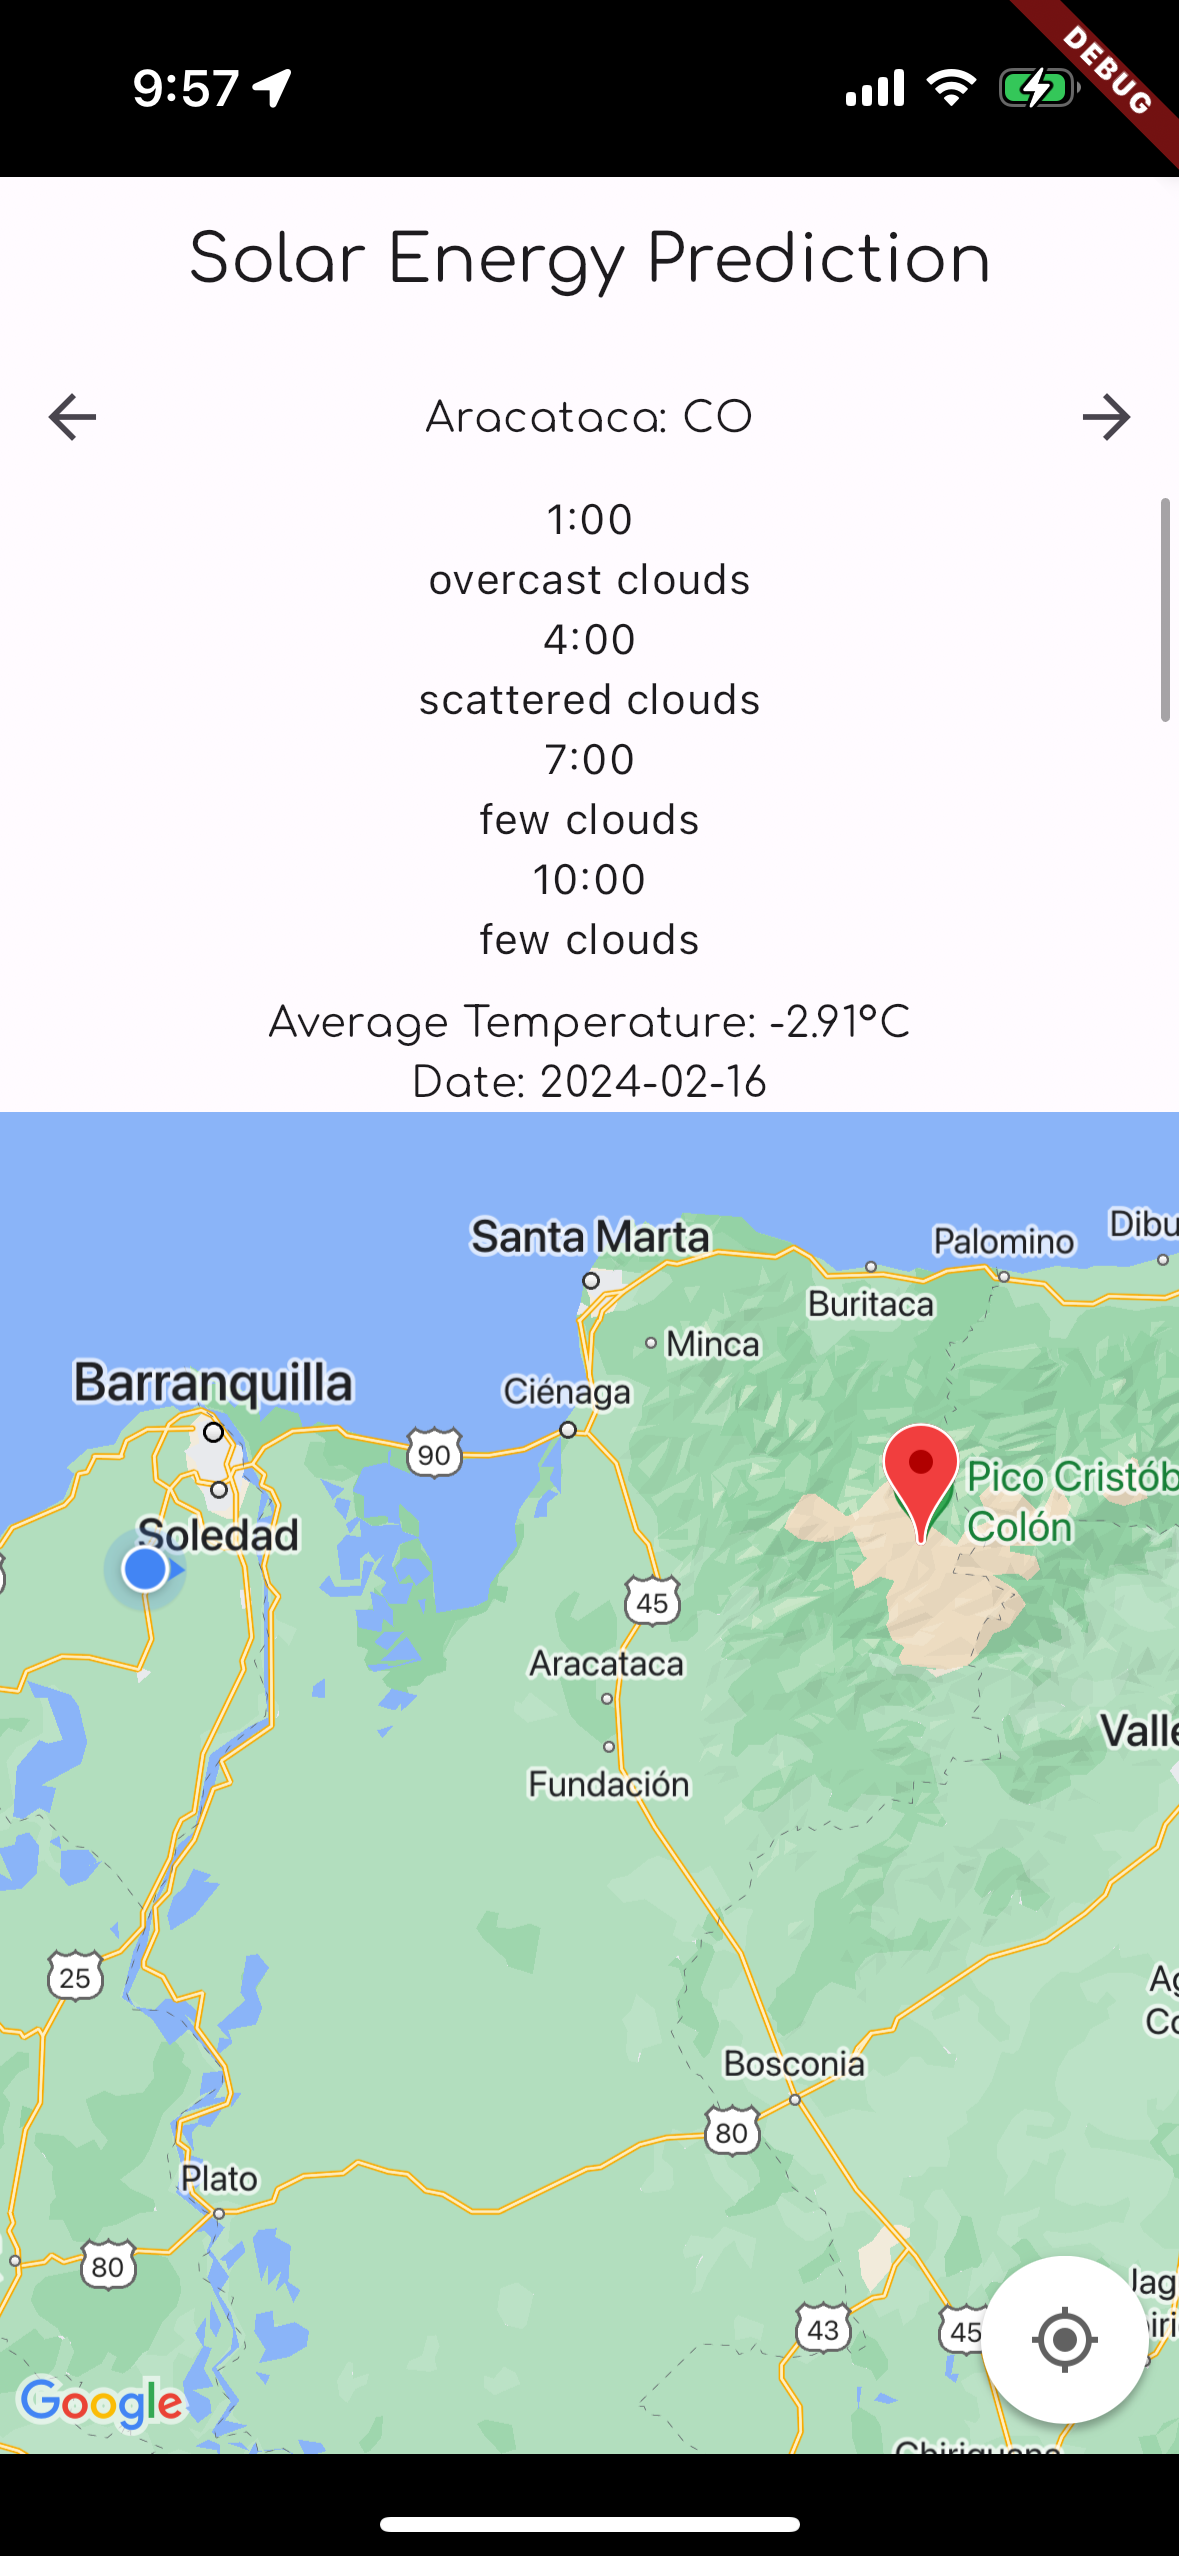 9:57
DEBUG
Solar Energy Prediction
Aracataca: CO
1:00
overcast clouds
4:00
scattered clouds
7:00
few clouds
10:00
few clouds
Average Temperature: -2.91°C
Date: 2024-02-16
Santa Marta
Palomino
Dibu
Buritaca
Minca
Barranquilla
Ciénaga
90
Pico Cristób
Colón
Soledad
45
Aracataca
Valle
Fundación
25
Ag
Co
Bosconia
80
Plato
80
Jag
iri
43
45
Google
Chiriguana